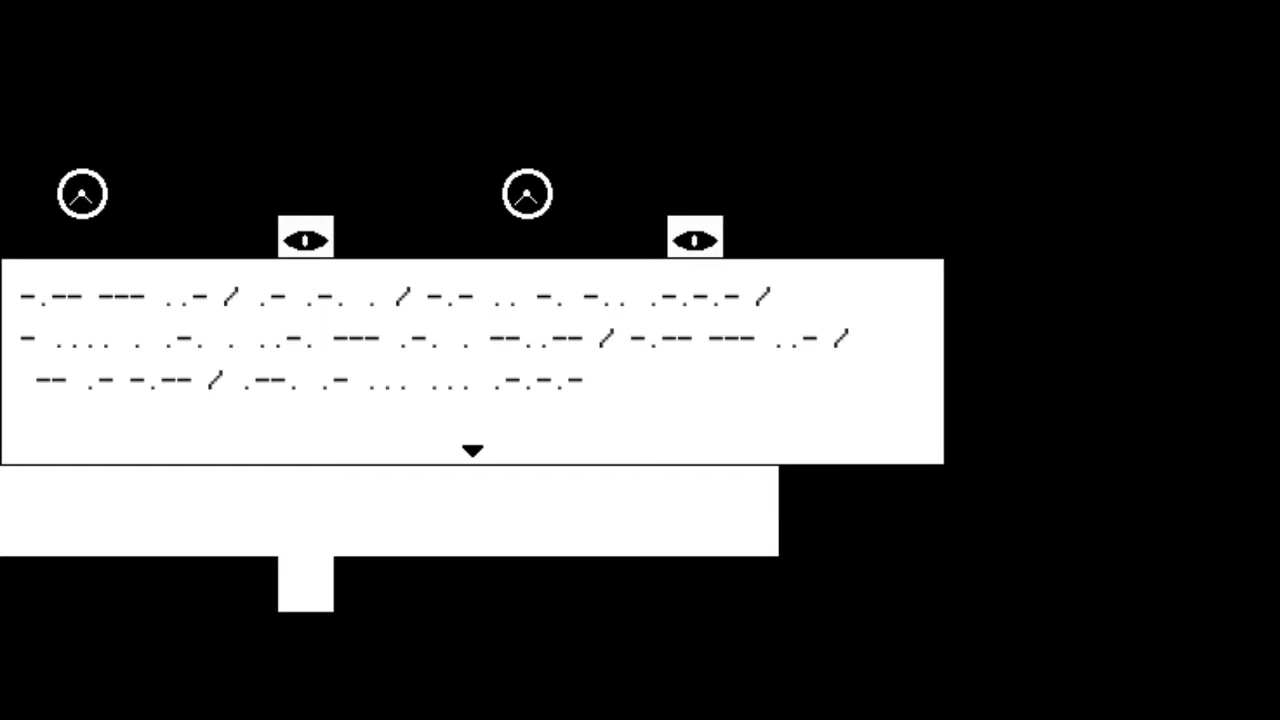 -.-- --- ..- / .- .-. . / -.- .. -. -.. .-.-.- /
- .... . .-. . ..-. --- .-. . --..-- / -.-- --- ..- /
-- .- -.-- / .--. .- ... ... .-.-.-